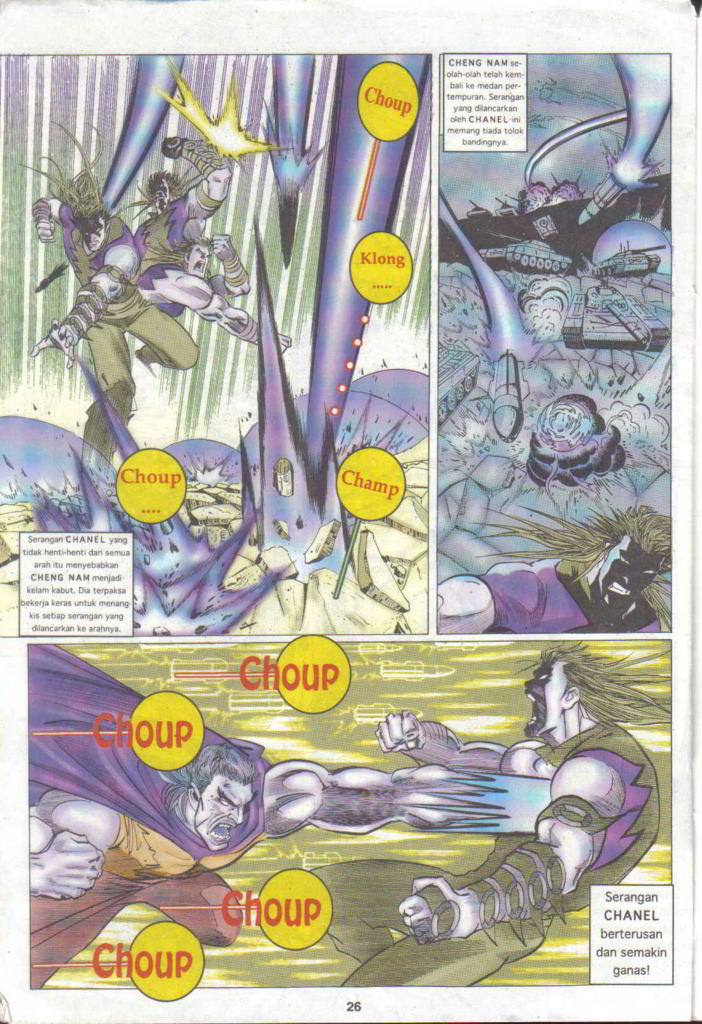 Choup
Klong
.....
Choup
....
Champ
Serangan CHANEL yang
tidak henti-henti dari semua
arah itu menyebabkan
CHENG NAM menjadi
kelam kabut. Dia terpaksa
bekerja keras untuk menang
kis setiap serangan yang
dilancarkan ke arahnya.
CHENG NAM se-
olah-olah telah kem-
bali ke medan per-
tempuran. Serangan
yang dilancarkan
oleh CHANEL ini
memang tiada tolok
bandingnya.
Choup
Choup
Choup
Choup
Serangan
CHANEL
berterusan
dan semakin
ganas!
26